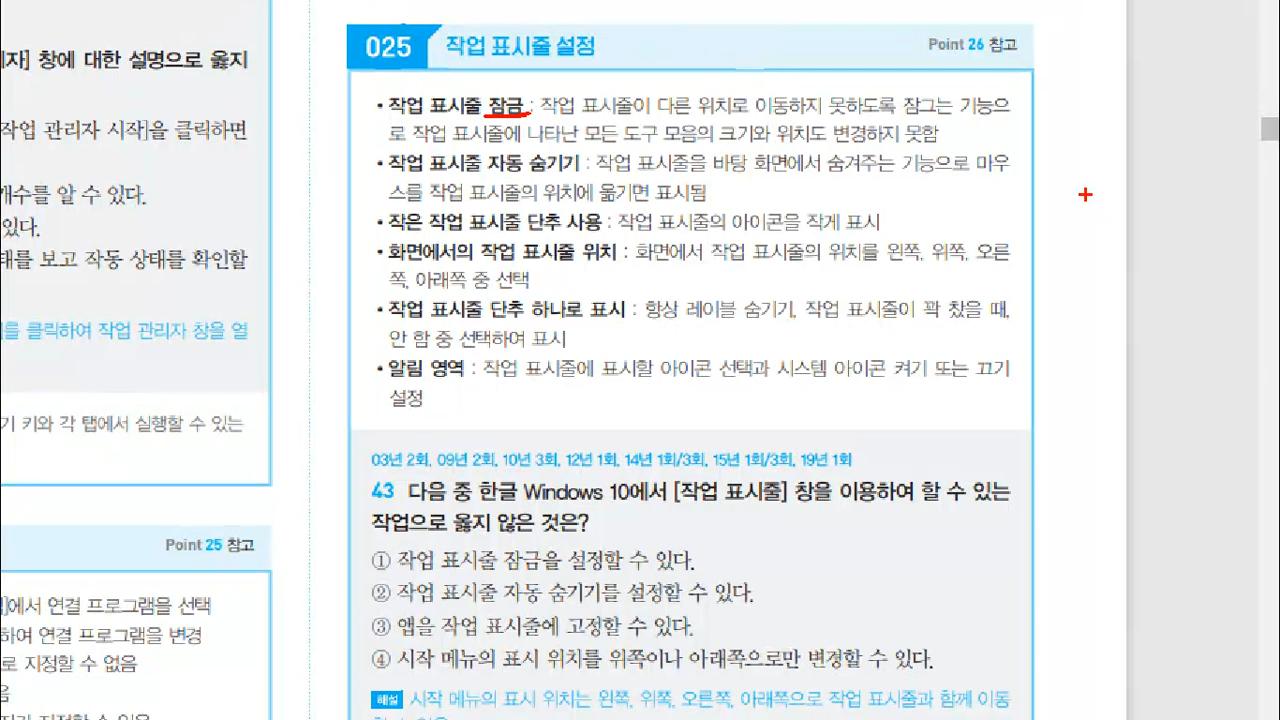 자] 창에 대한 설명으로 옳지
작업 관리자 시작]을 클릭하면
개수를 알 수 있다.
있다.
태를 보고 작동 상태를 확인할
를 클릭하여 작업 관리자 창을 열
기 키와 각 탭에서 실행할 수 있는
Point 25 참고
에서 연결 프로그램을 선택
하여 연결 프로그램을 변경
로 지정할 수 없음
음
025 작업 표시줄 설정 Point 26 참고
• 작업 표시줄 잠금 : 작업 표시줄이 다른 위치로 이동하지 못하도록 잠그는 기능으
로 작업 표시줄에 나타난 모든 도구 모음의 크기와 위치도 변경하지 못함
• 작업 표시줄 자동 숨기기 : 작업 표시줄을 바탕 화면에서 숨겨주는 기능으로 마우
스를 작업 표시줄의 위치에 옮기면 표시됨
• 작은 작업 표시줄 단추 사용 : 작업 표시줄의 아이콘을 작게 표시
• 화면에서의 작업 표시줄 위치 : 화면에서 작업 표시줄의 위치를 왼쪽, 위쪽, 오른
쪽, 아래쪽 중 선택
• 작업 표시줄 단추 하나로 표시 : 항상 레이블 숨기기, 작업 표시줄이 꽉 찼을 때,
안 함 중 선택하여 표시
• 알림 영역 : 작업 표시줄에 표시할 아이콘 선택과 시스템 아이콘 켜기 또는 끄기
설정
03년 2회, 09년 2회, 10년 3회, 12년 1회, 14년 1회/3회, 15년 1회/3회, 19년 1회
43 다음 중 한글 Windows 10에서 [작업 표시줄] 창을 이용하여 할 수 있는
작업으로 옳지 않은 것은?
① 작업 표시줄 잠금을 설정할 수 있다.
② 작업 표시줄 자동 숨기기를 설정할 수 있다.
③ 앱을 작업 표시줄에 고정할 수 있다.
④ 시작 메뉴의 표시 위치를 위쪽이나 아래쪽으로만 변경할 수 있다.
해설 시작 메뉴의 표시 위치는 왼쪽, 위쪽, 오른쪽, 아래쪽으로 작업 표시줄과 함께 이동